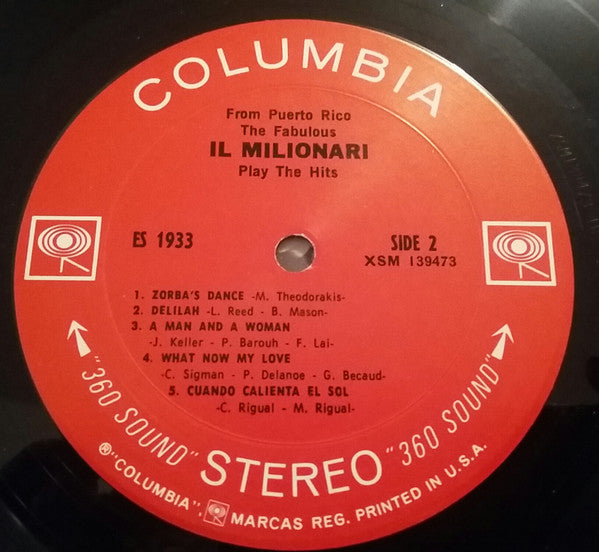 COLUMBIA
From Puerto Rico
The Fabulous
IL MILIONARI
Play The Hits
ES 1933
SIDE 2
XSM 139473
1. ZORBA'S DANCE -M. Theodorakis-
2. DELILAH -L. Reed - B. Mason-
3. A MAN AND A WOMAN
-J. Keller - P. Barouh - F. Lai-
4. WHAT NOW MY LOVE
-C. Sigman - P. Delanoe - G. Becaud-
5. CUANDO CALIENTA EL SOL
-C. Rigual - M. Rigual-
"360 SOUND" STEREO "360 SOUND"
®"COLUMBIA", MARCAS REG. PRINTED IN U.S.A.